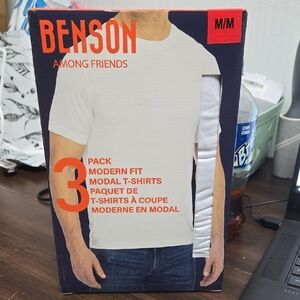 M/M
BENSON
AMONG FRIENDS
3
PACK
MODERN FIT
MODAL T-SHIRTS
PAQUET DE
T-SHIRTS À COUPE
MODERNE EN MODAL